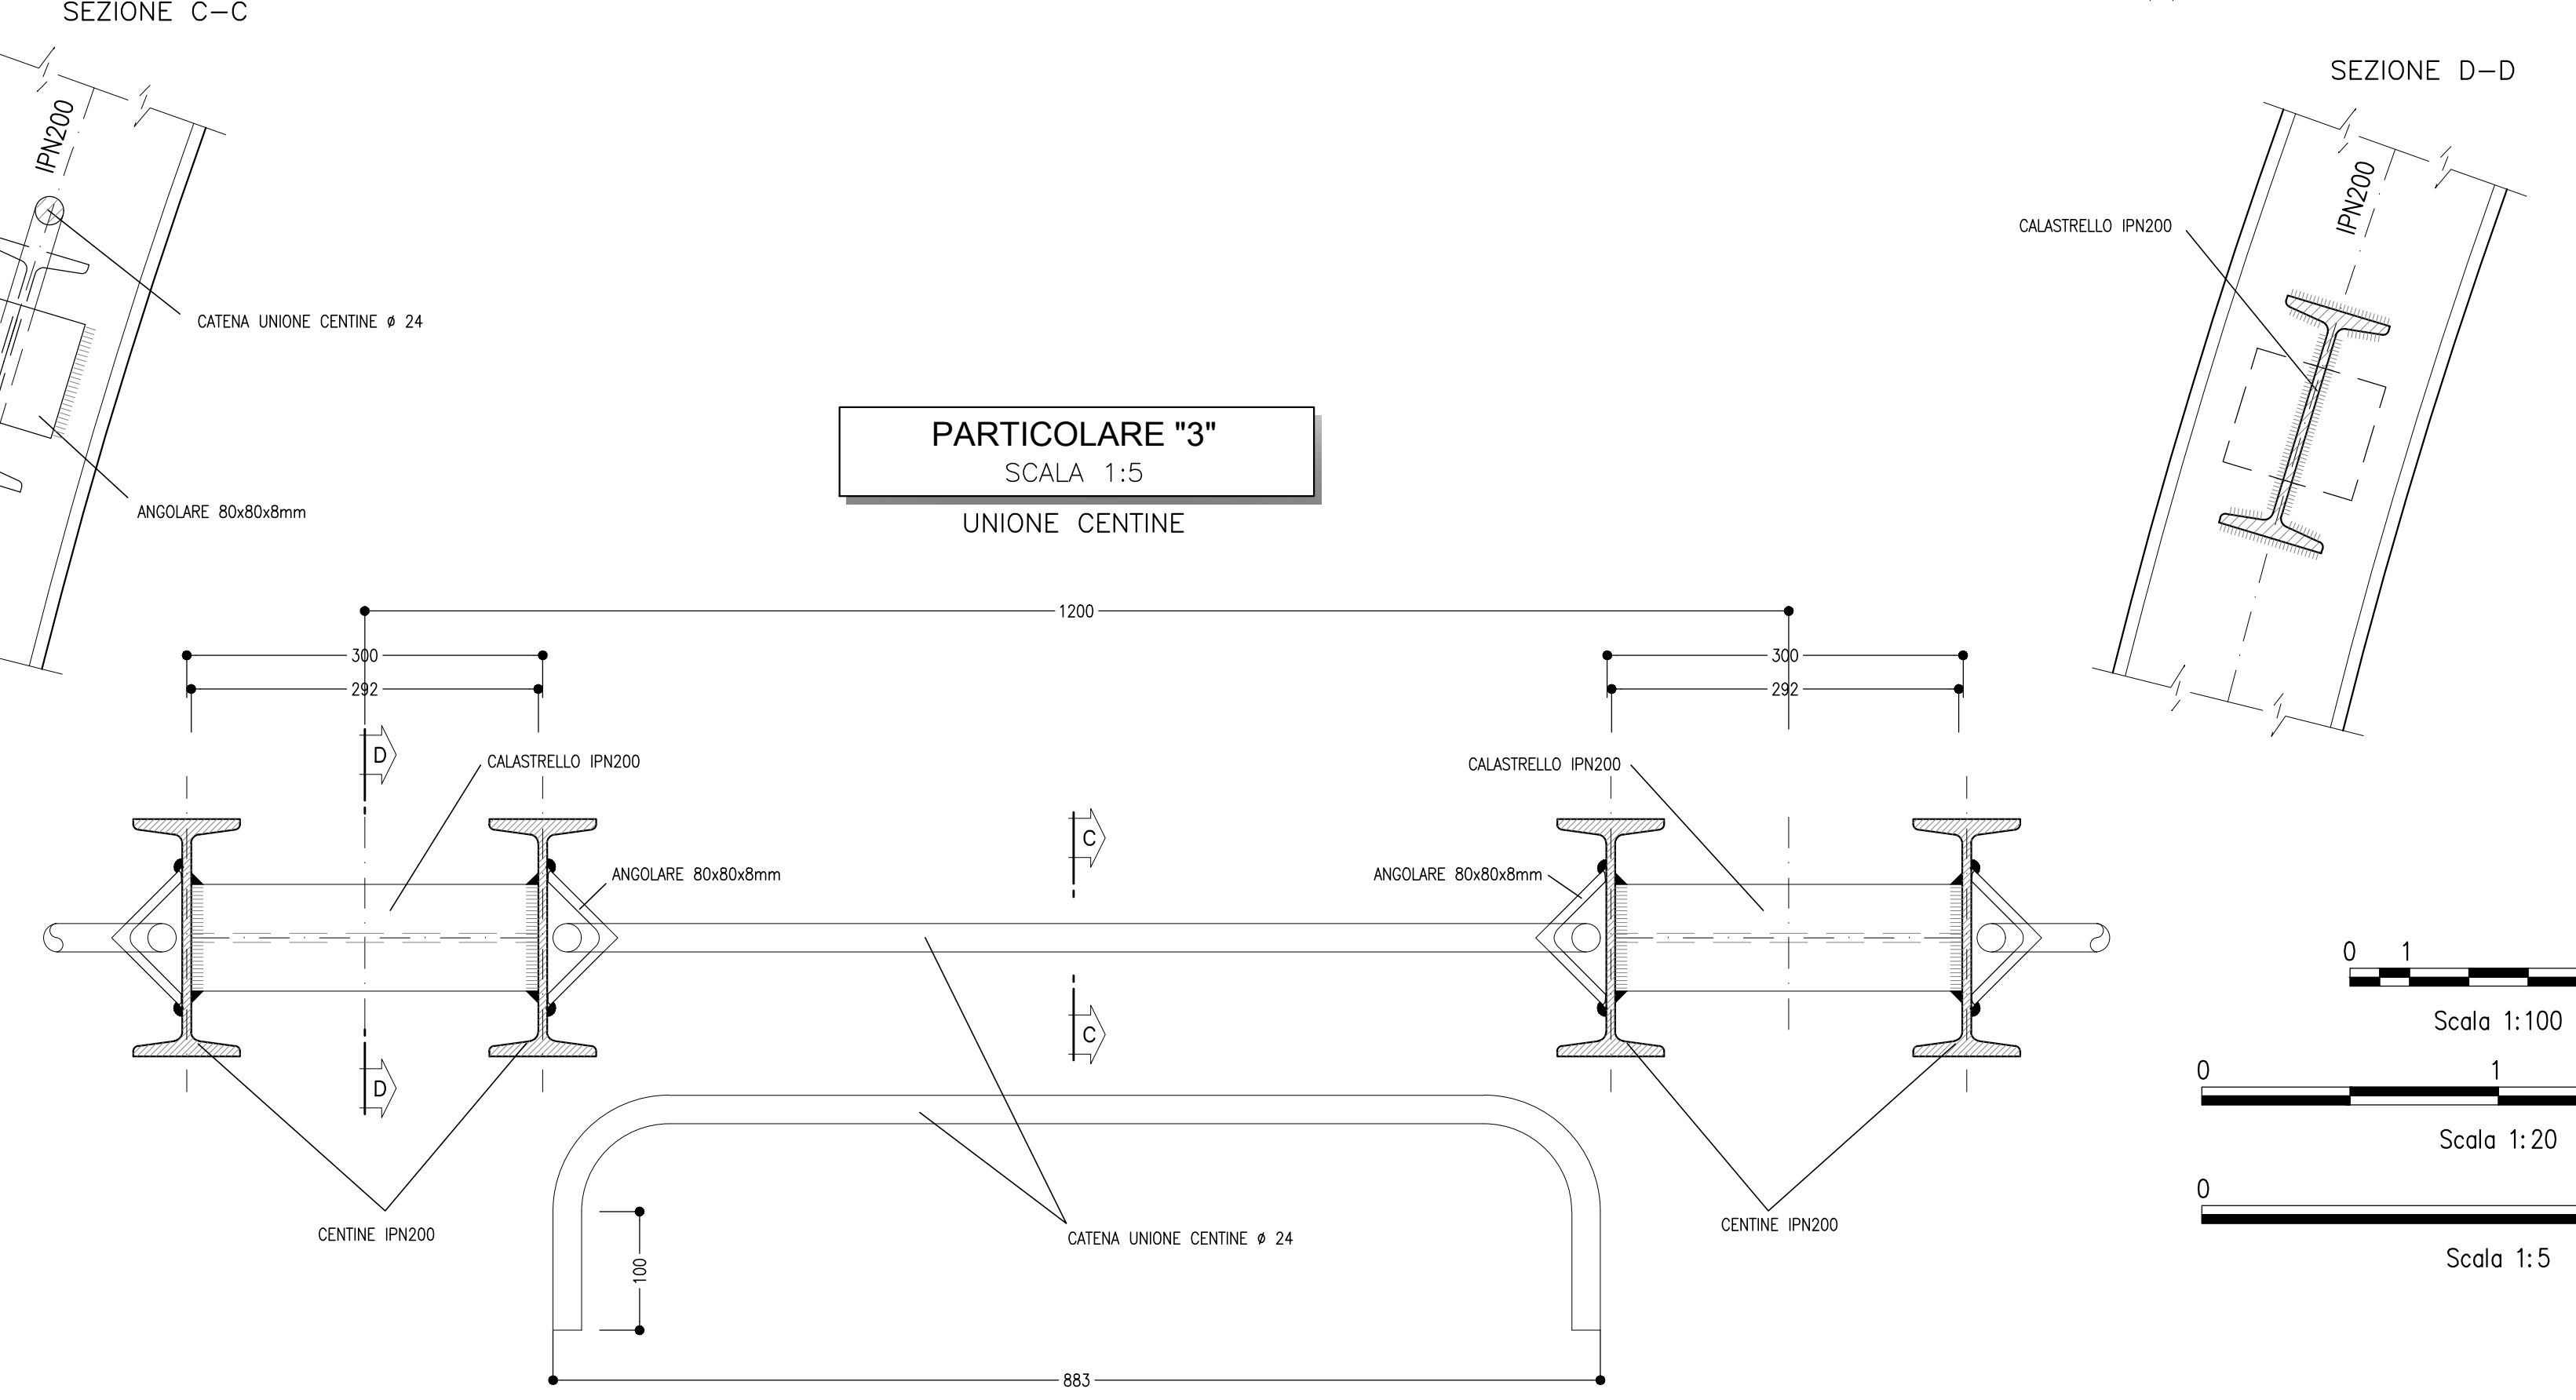 SEZIONE C-C
SEZIONE D-D
IPN200
IPN200
CALASTRELLO IPN200
CATENA UNIONE CENTINE ø 24
PARTICOLARE "3"
SCALA 1:5
ANGOLARE 80x80x8mm
UNIONE CENTINE
1200
300
300
292
292
D
CALASTRELLO IPN200
CALASTRELLO IPN200
C
ANGOLARE 80x80x8mm
ANGOLARE 80x80x8mm
0 1
Scala 1:100
C
0 1
D
Scala 1:20
0
CENTINE IPN200
CATENA UNIONE CENTINE ø 24
CENTINE IPN200
Scala 1:5
100
883